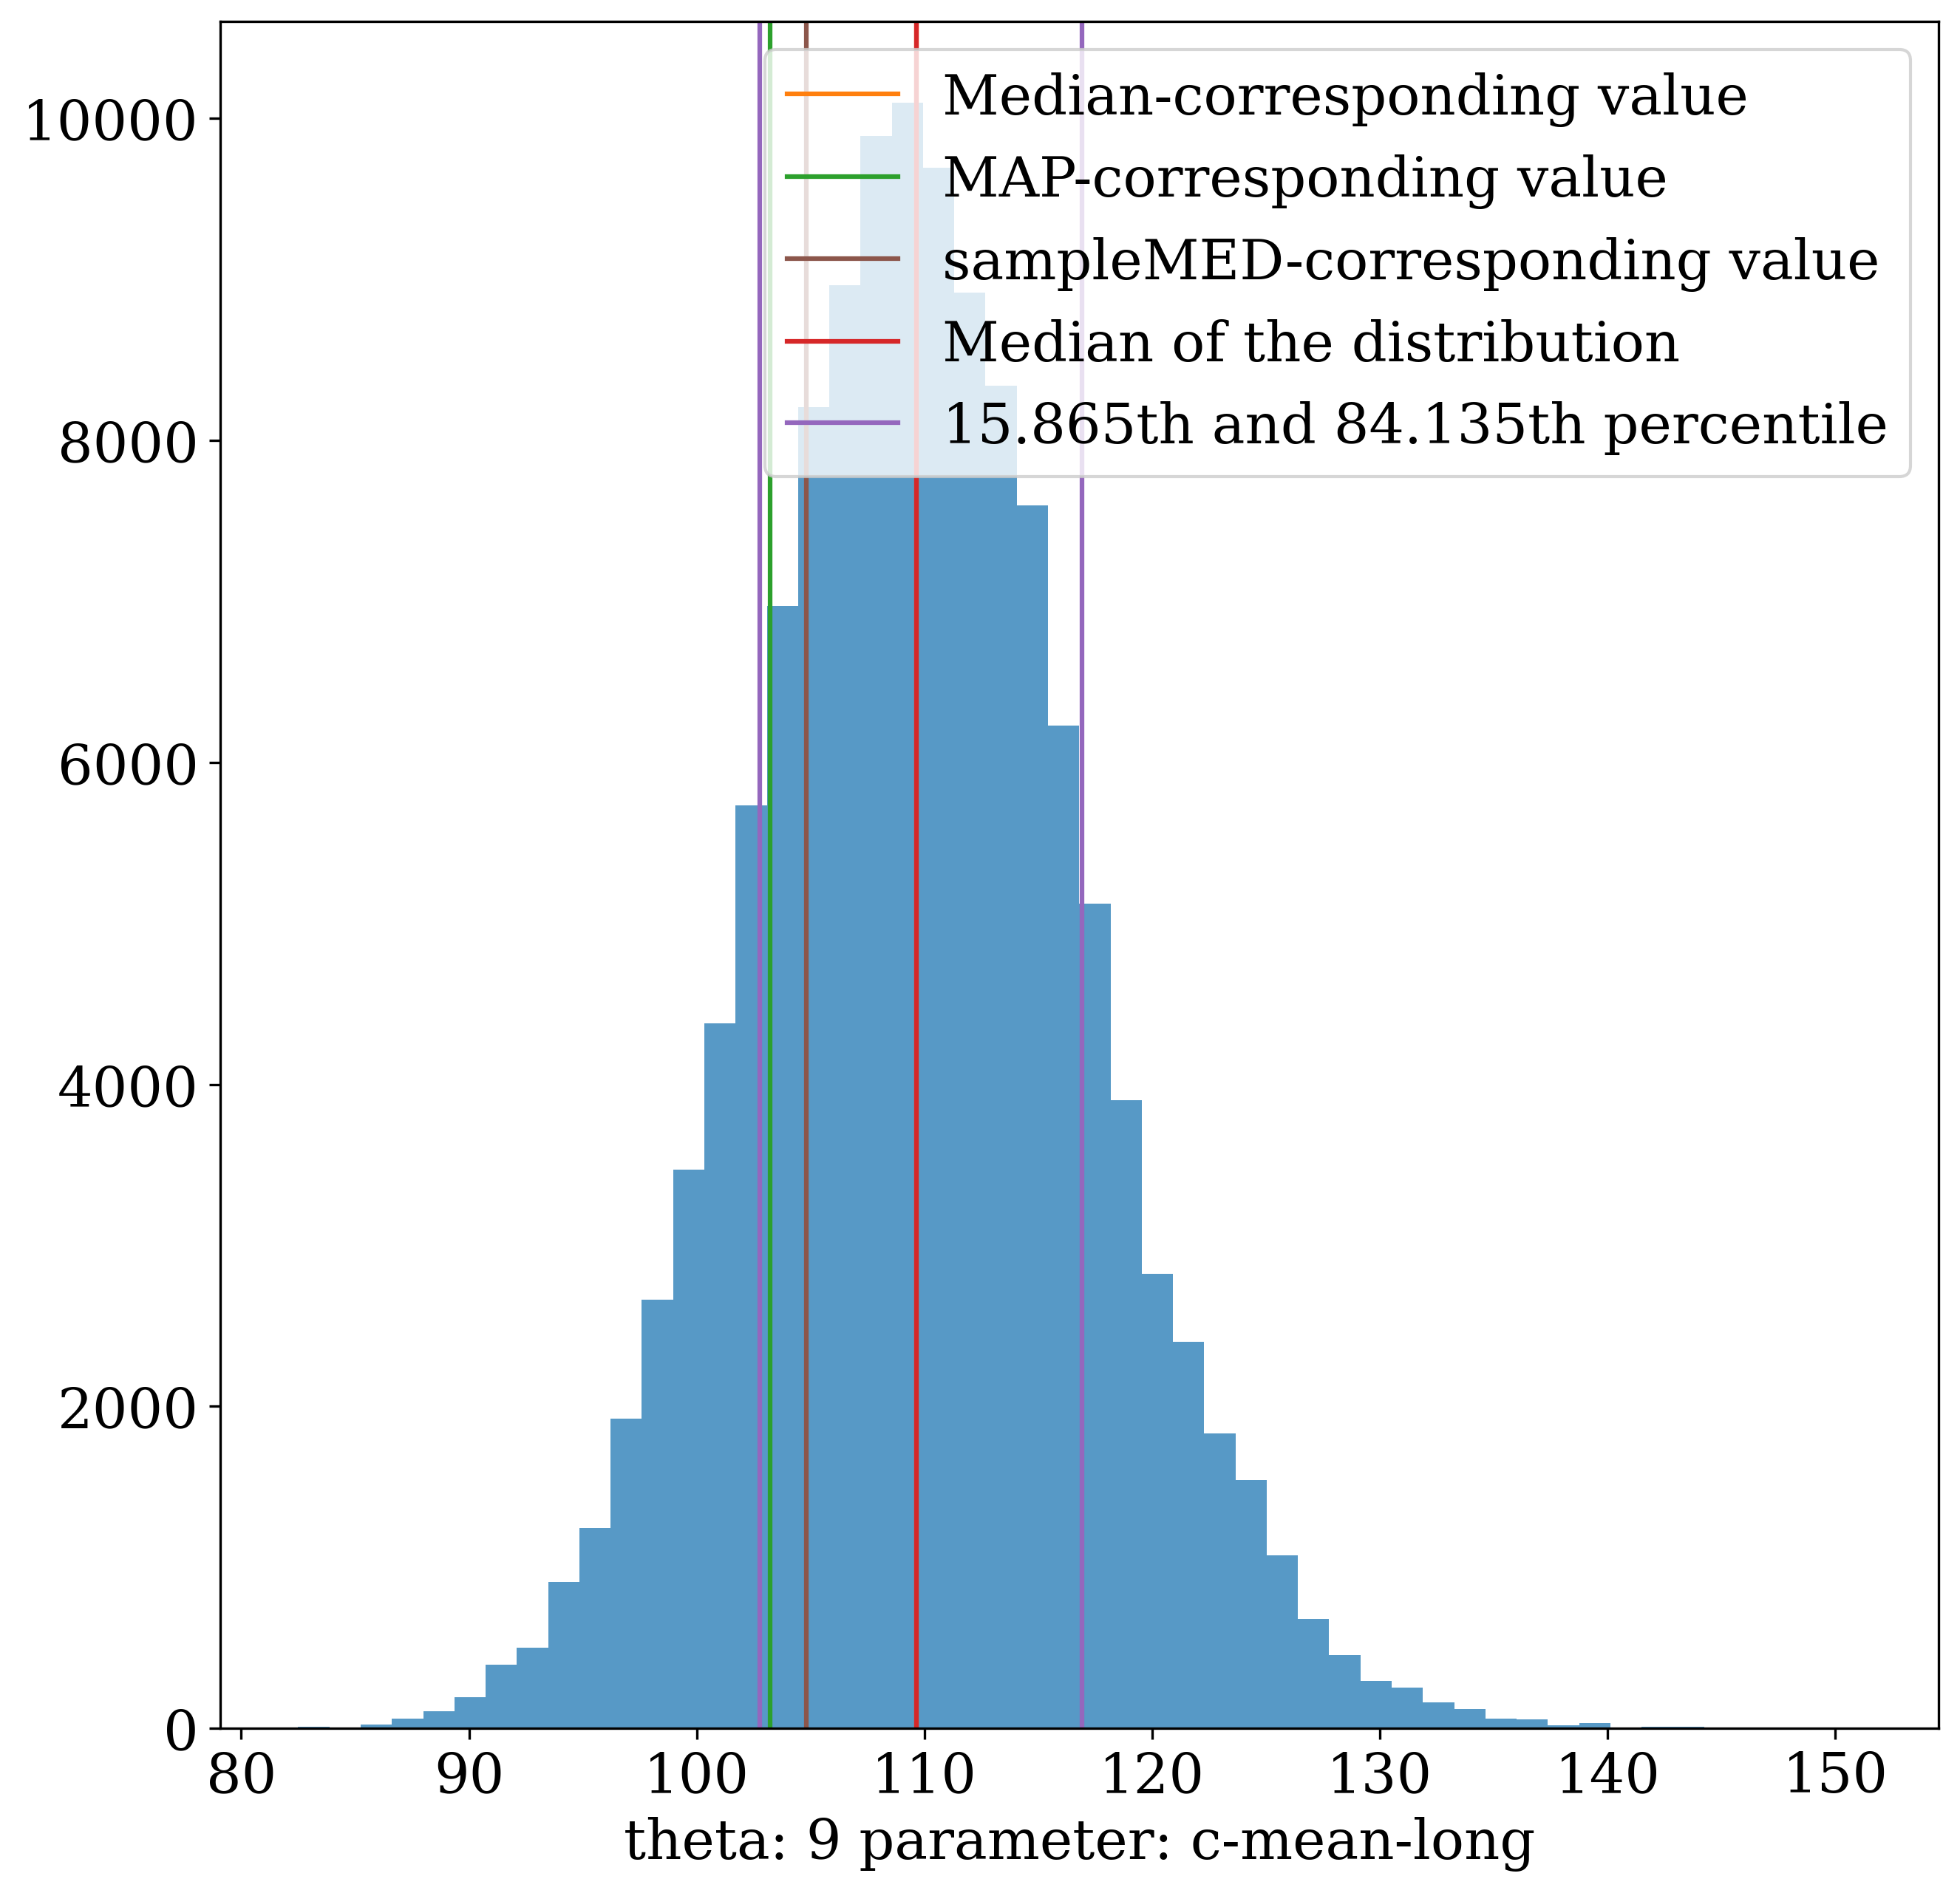 Median-corresponding value
MAP-corresponding value
sampleMED-corresponding value
Median of the distribution
15.865th and 84.135th percentile
10000
8000
6000
4000
2000
0
80 90 100 110 120 130 140 150
theta: 9 parameter: c-mean-long